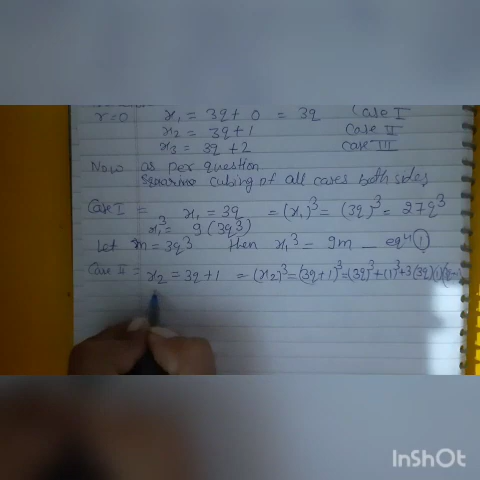 r=0 x₁ = 3q + 0 = 3q Case I
x₂ = 3q + 1 Case II
x₃ = 3q + 2 Case III
Now as per question
cubing of all cases both sides
Case I = x₁ = 3q = (x₁)³ = (3q)³ = 27q³
x₁³ = 9(3q³)
Let m = 3q³ then x₁³ = 9m — eqⁿ ①
Case II = x₂ = 3q + 1 = (x₂)³ = (3q+1)³ = (3q)³ + (1)³ + 3(3q)(1)
InShOt